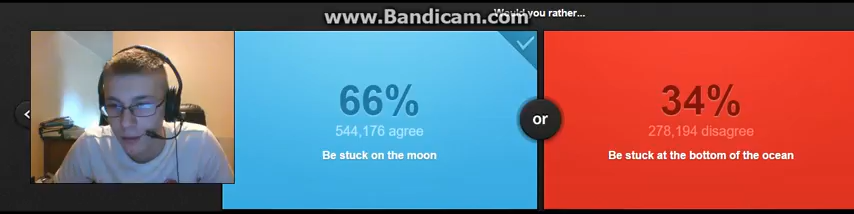 www.Bandicam.com
Would you rather...
66%
544,176 agree
Be stuck on the moon
or
34%
278,194 disagree
Be stuck at the bottom of the ocean